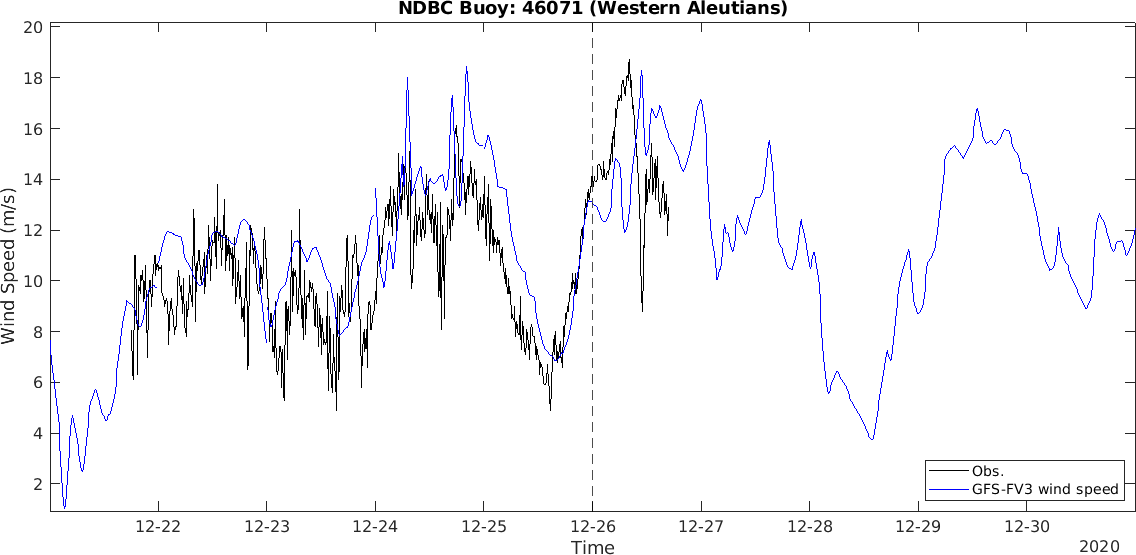 NDBC Buoy: 46071 (Western Aleutians)
Wind Speed (m/s)
20
18
16
14
12
10
8
6
4
2
12-22 12-23 12-24 12-25 12-26 12-27 12-28 12-29 12-30
Time
2020
Obs.
GFS-FV3 wind speed